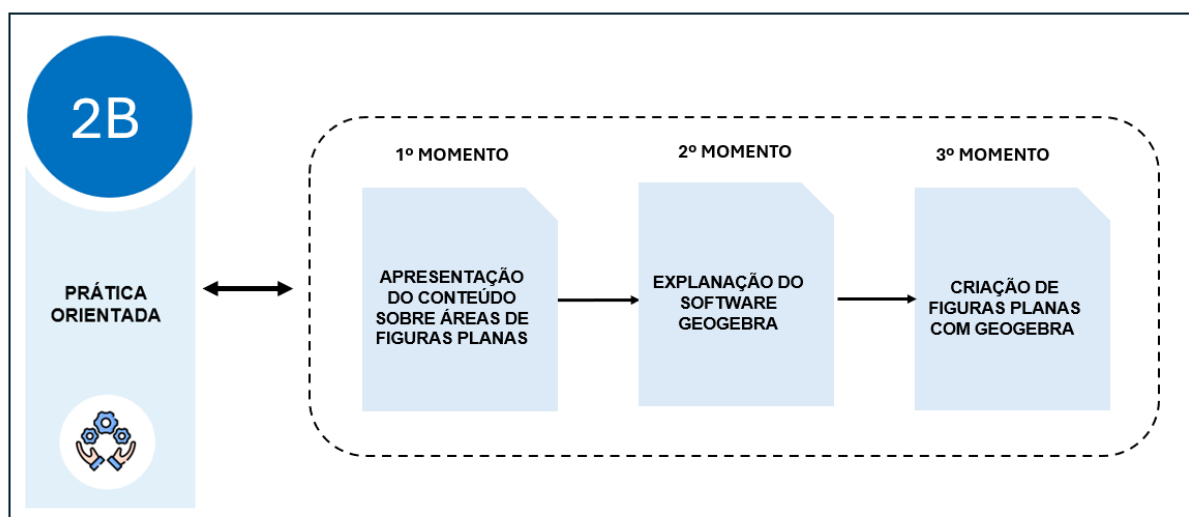 2B
PRÁTICA
ORIENTADA
1º MOMENTO
APRESENTAÇÃO
DO CONTEÚDO
SOBRE ÁREAS DE
FIGURAS PLANAS
2º MOMENTO
EXPLANAÇÃO DO
SOFTWARE
GEOGEBRA
3º MOMENTO
CRIAÇÃO DE
FIGURAS PLANAS
COM GEOGEBRA